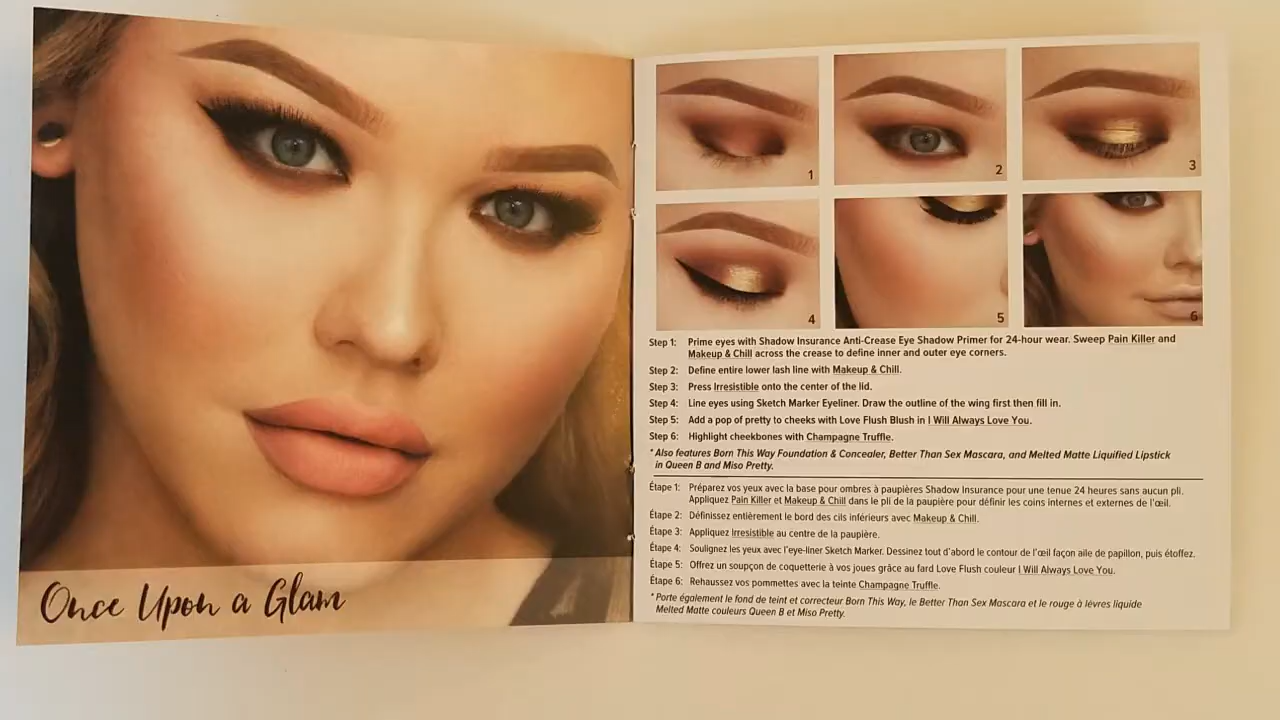 Once Upon a Glam
1
2
3
4
5
6
Step 1: Prime eyes with Shadow Insurance Anti-Crease Eye Shadow Primer for 24-hour wear. Sweep Pain Killer and
Makeup & Chill across the crease to define inner and outer eye corners.
Step 2: Define entire lower lash line with Makeup & Chill.
Step 3: Press Irresistible onto the center of the lid.
Step 4: Line eyes using Sketch Marker Eyeliner. Draw the outline of the wing first then fill in.
Step 5: Add a pop of pretty to cheeks with Love Flush Blush in I Will Always Love You.
Step 6: Highlight cheekbones with Champagne Truffle.
* Also features Born This Way Foundation & Concealer, Better Than Sex Mascara, and Melted Matte Liquified Lipstick
in Queen B and Miso Pretty.
Étape 1: Préparez vos yeux avec la base pour ombres à paupières Shadow Insurance pour une tenue 24 heures sans aucun pli.
Appliquez Pain Killer et Makeup & Chill dans le pli de la paupière pour définir les coins internes et externes de l'œil.
Étape 2: Définissez entièrement le bord des cils inférieurs avec Makeup & Chill.
Étape 3: Appliquez Irresistible au centre de la paupière.
Étape 4: Soulignez les yeux avec l'eye-liner Sketch Marker. Dessinez tout d'abord le contour de l'œil façon aile de papillon, puis étoffez.
Étape 5: Offrez un soupçon de coquetterie à vos joues grâce au fard Love Flush couleur I Will Always Love You.
Étape 6: Rehaussez vos pommettes avec la teinte Champagne Truffle.
* Porte également le fond de teint et correcteur Born This Way, le Better Than Sex Mascara et le rouge à lèvres liquide
Melted Matte couleurs Queen B et Miso Pretty.